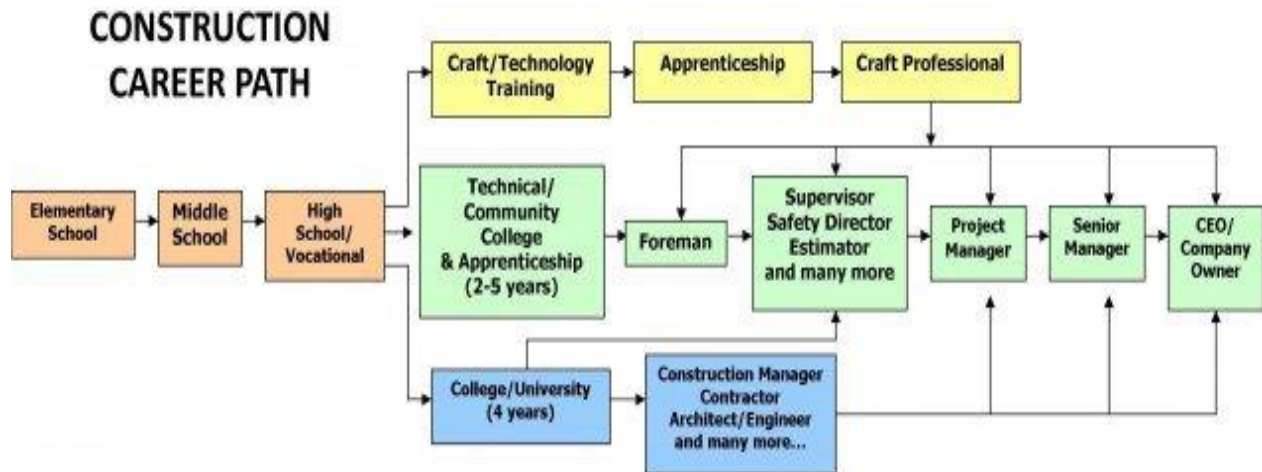 CONSTRUCTION
CAREER PATH
Craft/Technology
Training
Apprenticeship
Craft Professional
Elementary
School
Middle
School
High
School/
Vocational
Technical/
Community
College
& Apprenticeship
(2-5 years)
Foreman
Supervisor
Safety Director
Estimator
and many more
Project
Manager
Senior
Manager
CEO/
Company
Owner
College/University
(4 years)
Construction Manager
Contractor
Architect/Engineer
and many more...